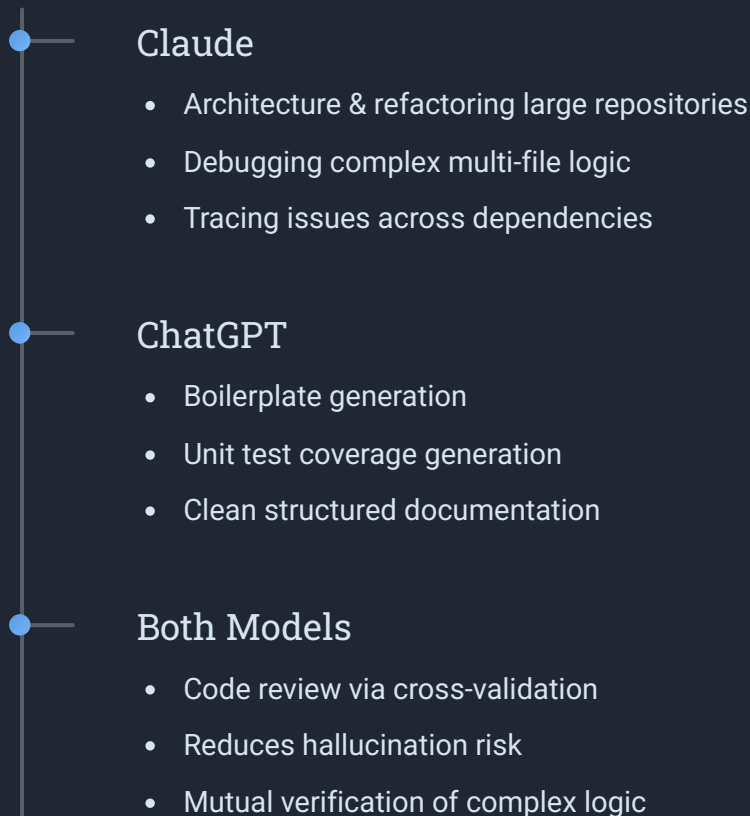 Claude
Architecture & refactoring large repositories
Debugging complex multi-file logic
Tracing issues across dependencies
ChatGPT
Boilerplate generation
Unit test coverage generation
Clean structured documentation
Both Models
Code review via cross-validation
Reduces hallucination risk
Mutual verification of complex logic